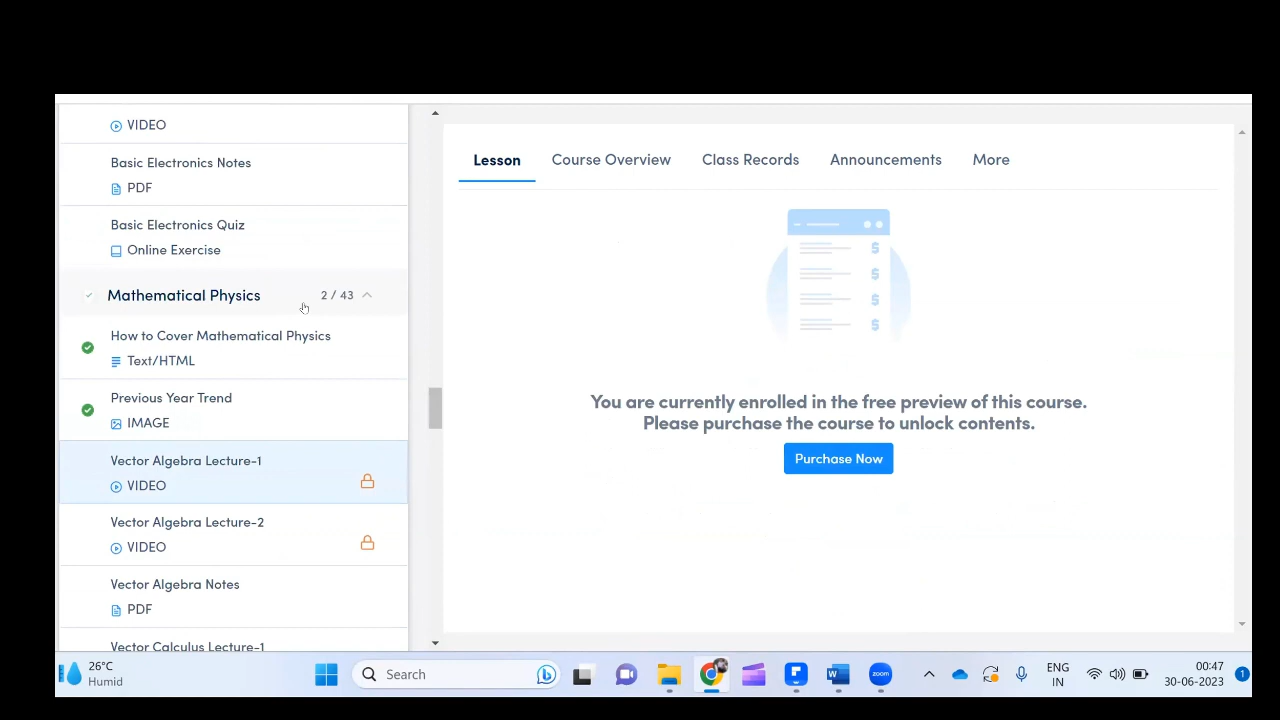 VIDEO
Basic Electronics Notes
PDF
Basic Electronics Quiz
Online Exercise
Mathematical Physics 2 / 43
How to Cover Mathematical Physics
Text/HTML
Previous Year Trend
IMAGE
Vector Algebra Lecture-1
VIDEO
Vector Algebra Lecture-2
VIDEO
Vector Algebra Notes
PDF
Vector Calculus Lecture-1
Lesson Course Overview Class Records Announcements More
$
$
$
$
You are currently enrolled in the free preview of this course.
Please purchase the course to unlock contents.
Purchase Now
26°C
Humid
Search
W
zoom
ENG
IN
00:47
30-06-2023
1